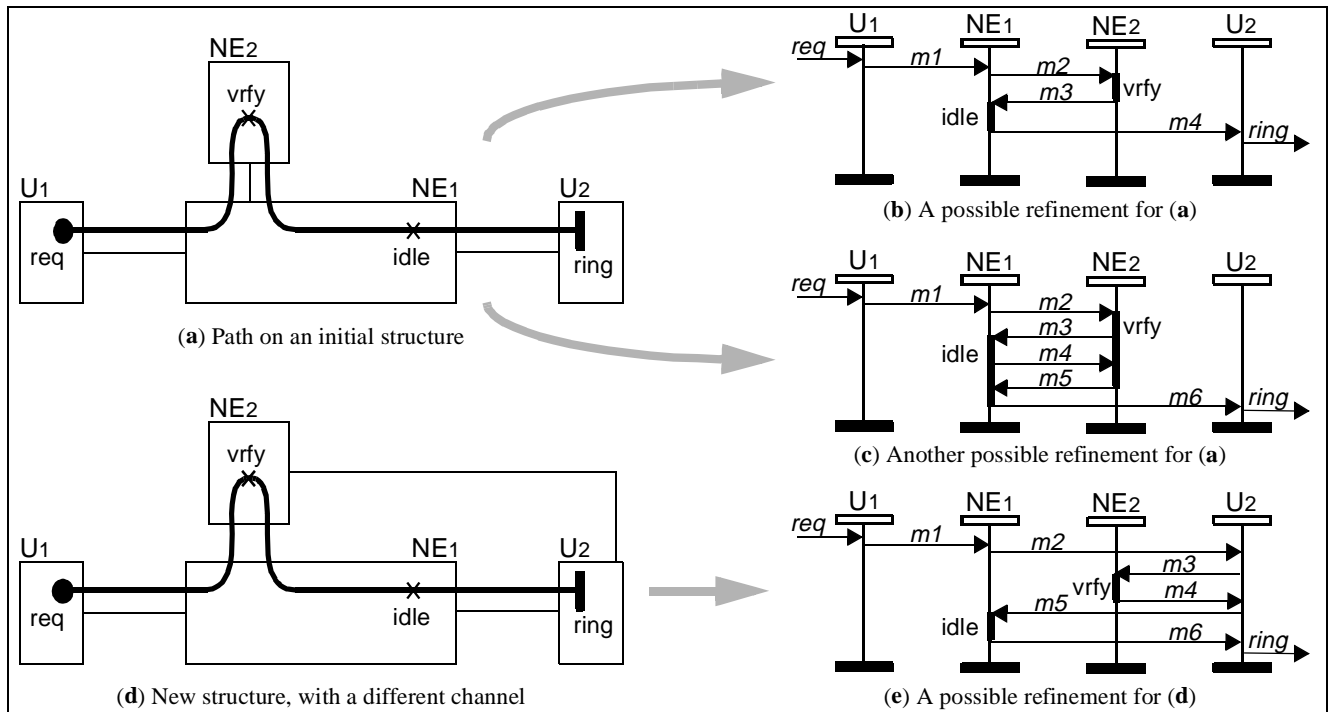 NE2
vrfy
U1
NE1
U2
req
idle
ring
(a) Path on an initial structure
U1
NE1
NE2
U2
req
m1
m2
m3
vrfy
idle
m4
ring
(b) A possible refinement for (a)
U1
NE1
NE2
U2
req
m1
m2
m3
vrfy
idle
m4
m5
m6
ring
(c) Another possible refinement for (a)
NE2
vrfy
U1
NE1
U2
req
idle
ring
(d) New structure, with a different channel
U1
NE1
NE2
U2
req
m1
m2
m3
vrfy
m4
m5
idle
m6
ring
(e) A possible refinement for (d)